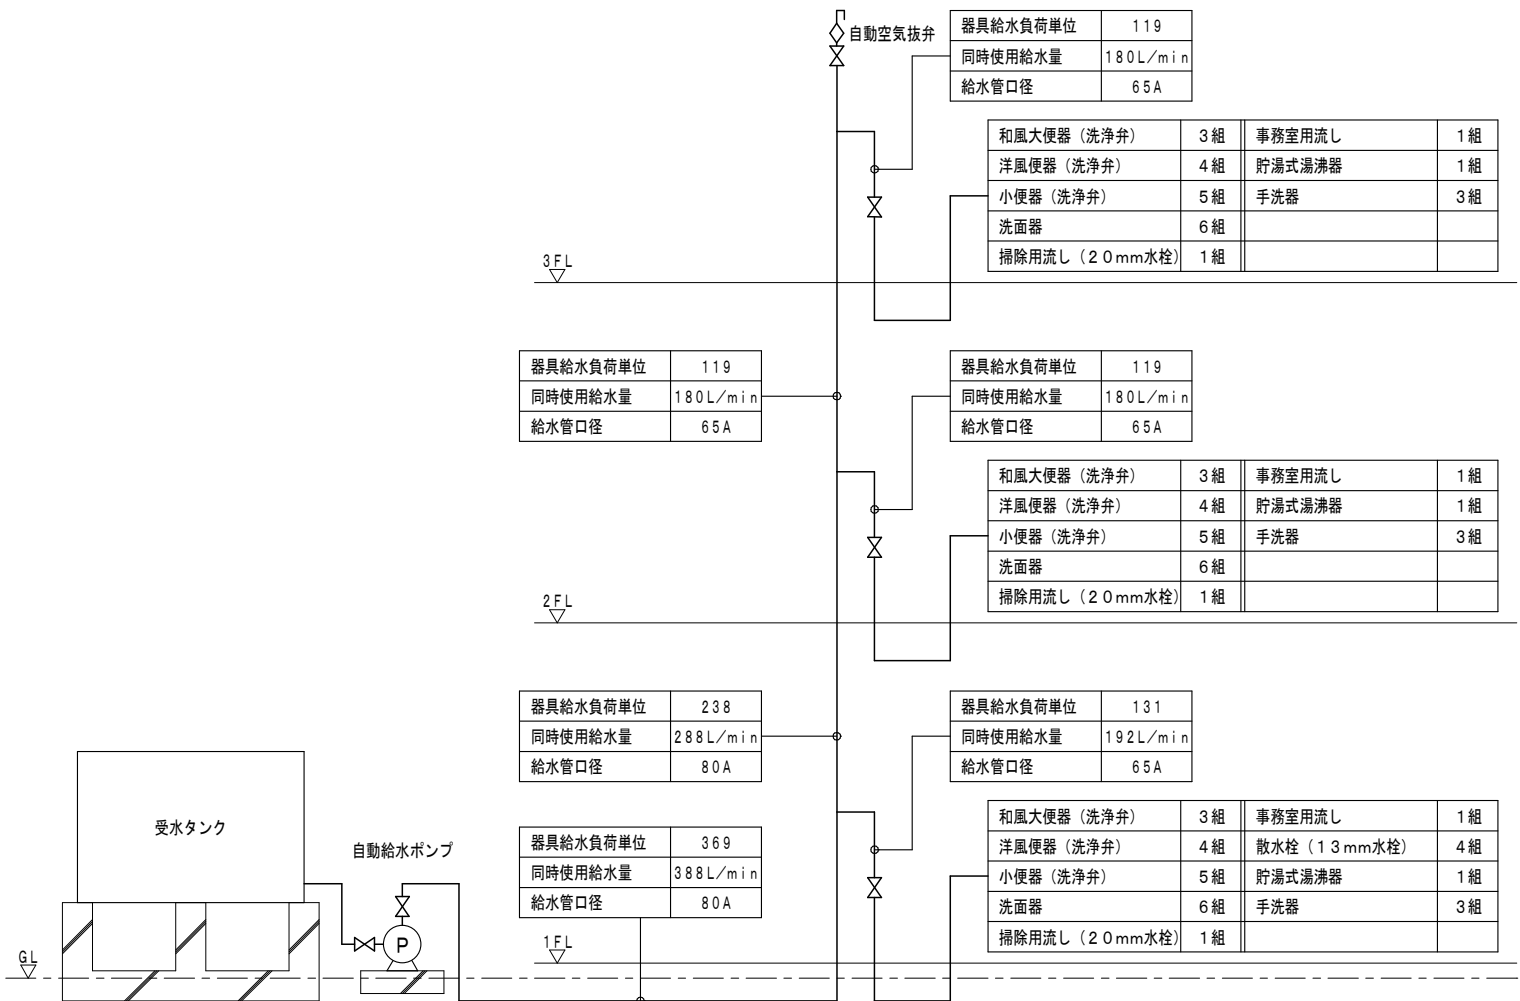 自動空気抜弁
器具給水負荷単位 119
同時使用給水量 180L/min
給水管口径 65A
和風大便器（洗浄弁） 3組 事務室用流し 1組
洋風便器（洗浄弁） 4組 貯湯式湯沸器 1組
小便器（洗浄弁） 5組 手洗器 3組
洗面器 6組
掃除用流し（20mm水栓） 1組
3FL
器具給水負荷単位 119
同時使用給水量 180L/min
給水管口径 65A
器具給水負荷単位 119
同時使用給水量 180L/min
給水管口径 65A
和風大便器（洗浄弁） 3組 事務室用流し 1組
洋風便器（洗浄弁） 4組 貯湯式湯沸器 1組
小便器（洗浄弁） 5組 手洗器 3組
洗面器 6組
掃除用流し（20mm水栓） 1組
2FL
器具給水負荷単位 238
同時使用給水量 288L/min
給水管口径 80A
器具給水負荷単位 131
同時使用給水量 192L/min
給水管口径 65A
受水タンク
自動給水ポンプ
器具給水負荷単位 369
同時使用給水量 388L/min
給水管口径 80A
和風大便器（洗浄弁） 3組 事務室用流し 1組
洋風便器（洗浄弁） 4組 散水栓（13mm水栓） 4組
小便器（洗浄弁） 5組 貯湯式湯沸器 1組
洗面器 6組 手洗器 3組
掃除用流し（20mm水栓） 1組
P
1FL
GL